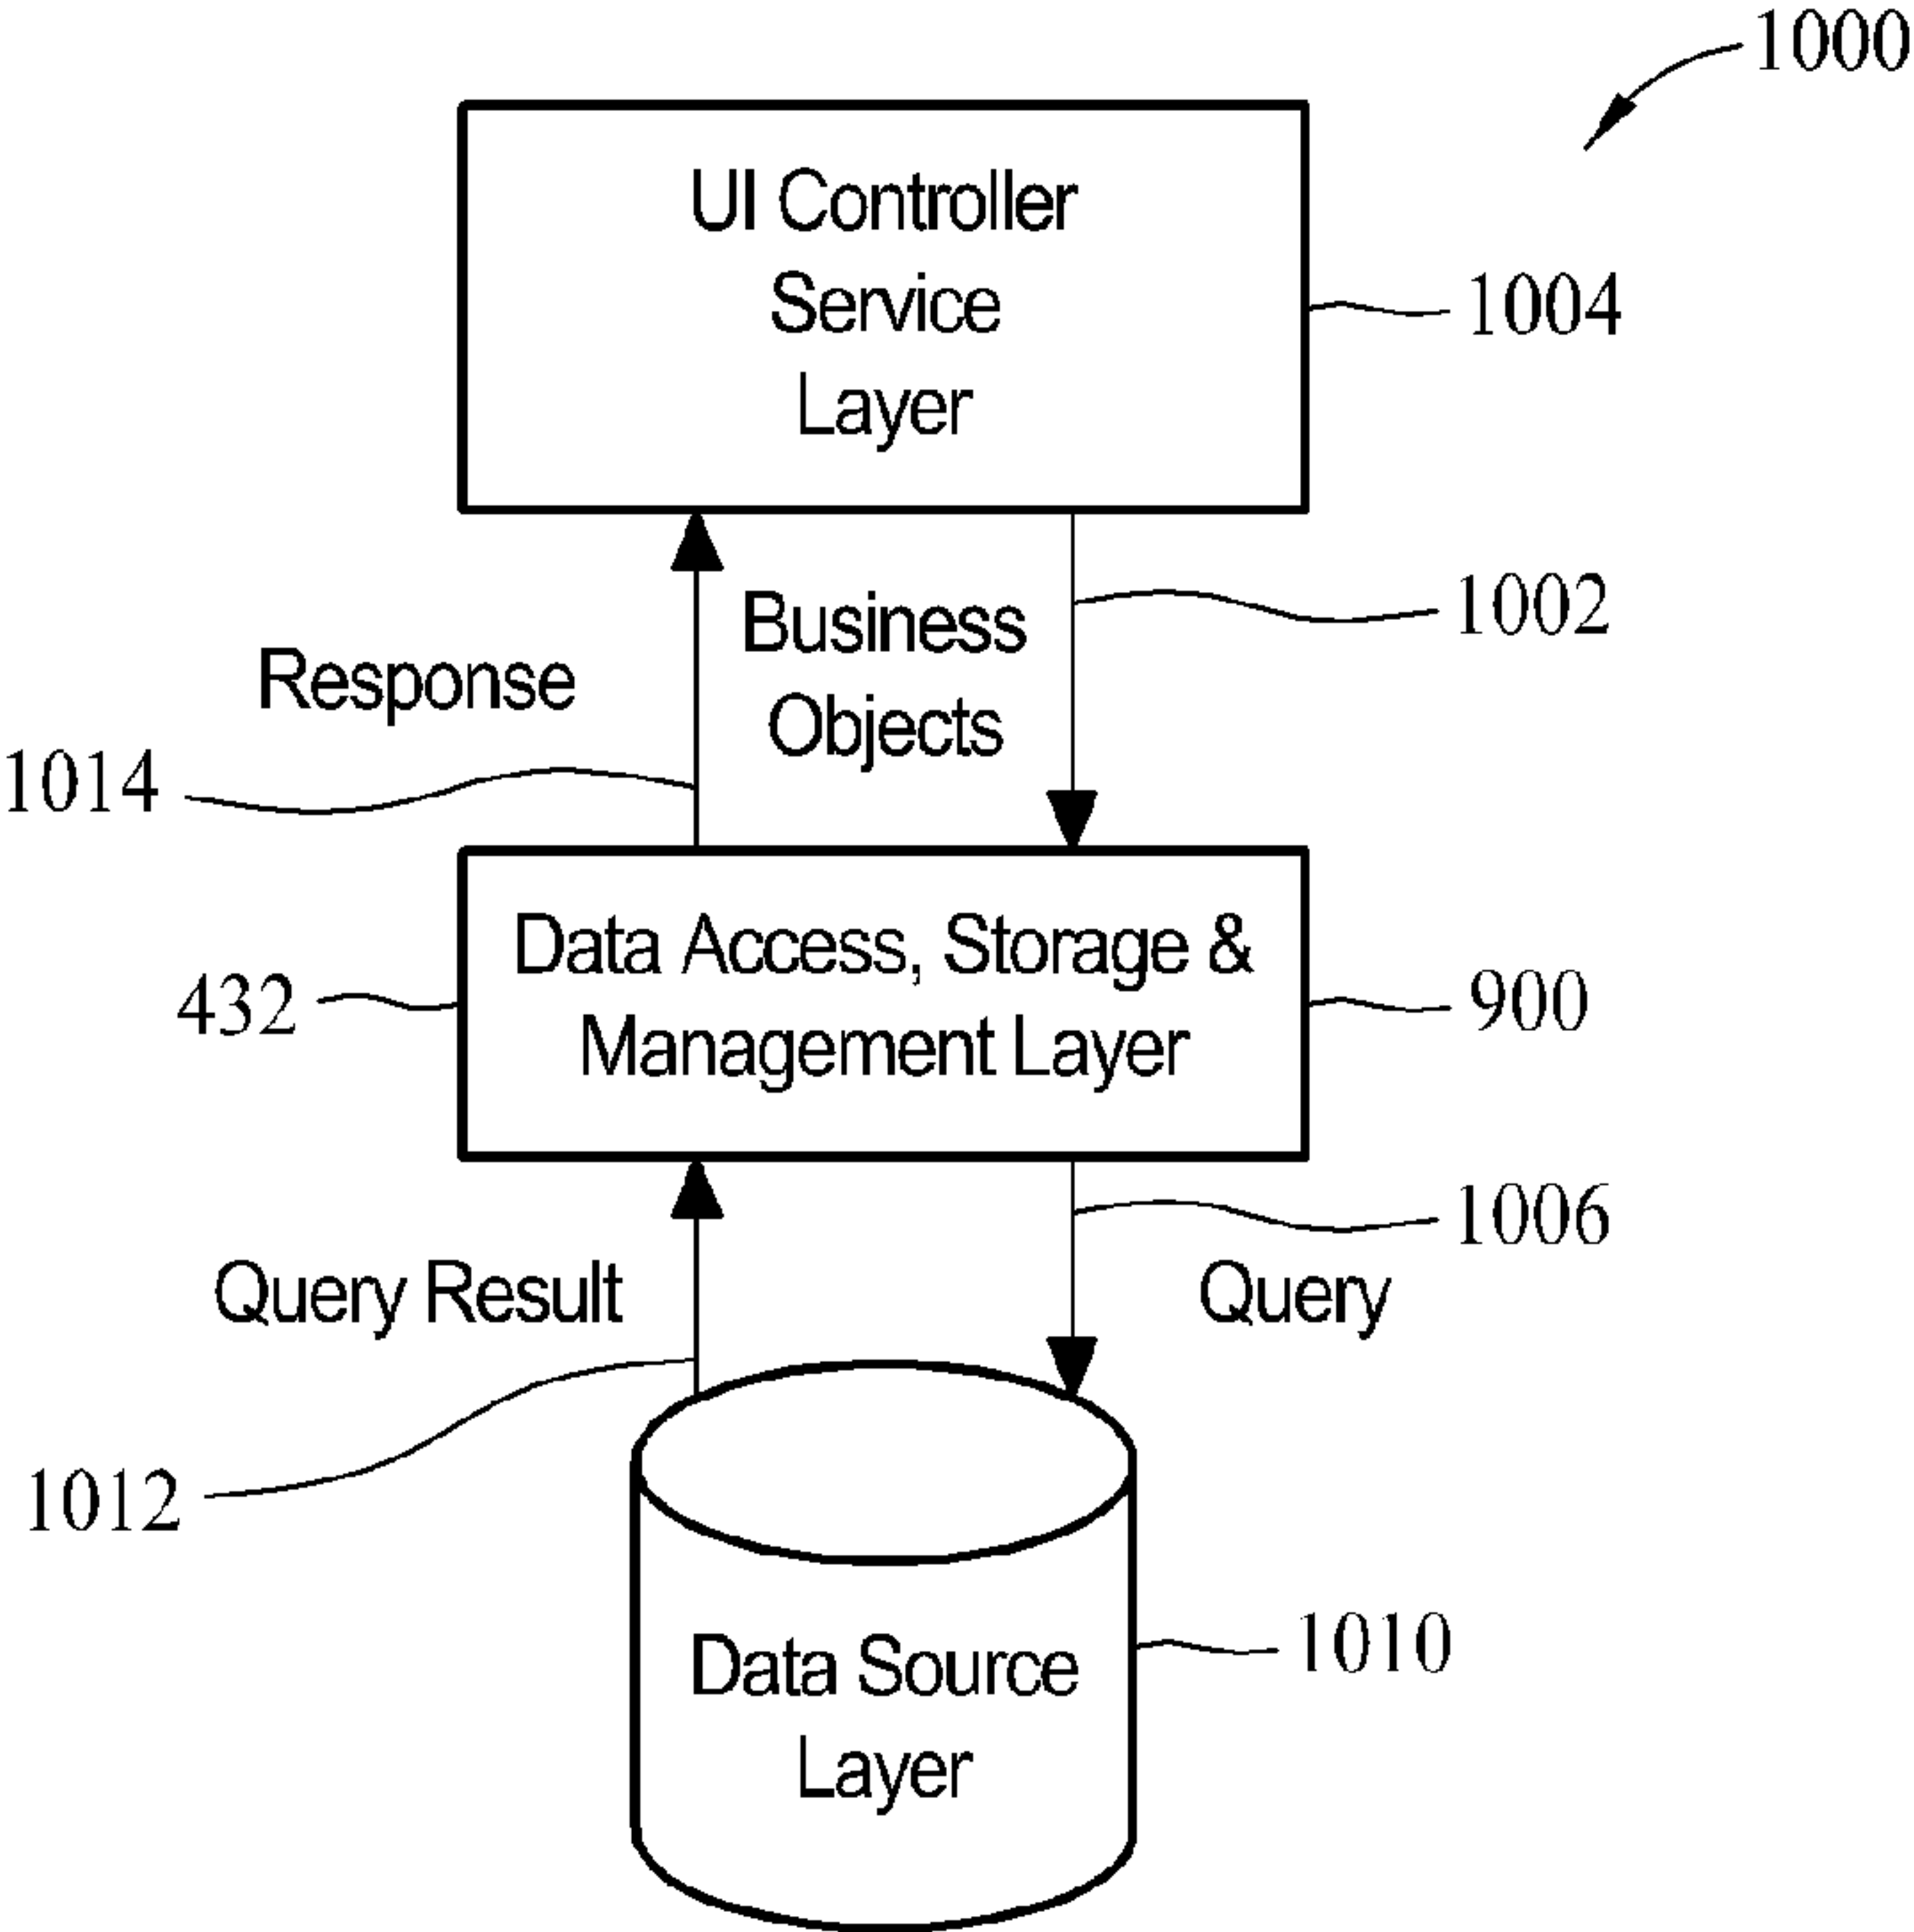 1000
UI Controller
Service
Layer
1004
Business
Objects
1002
Response
1014
Data Access, Storage &
Management Layer
432
900
1006
Query Result
Query
1012
Data Source
Layer
1010